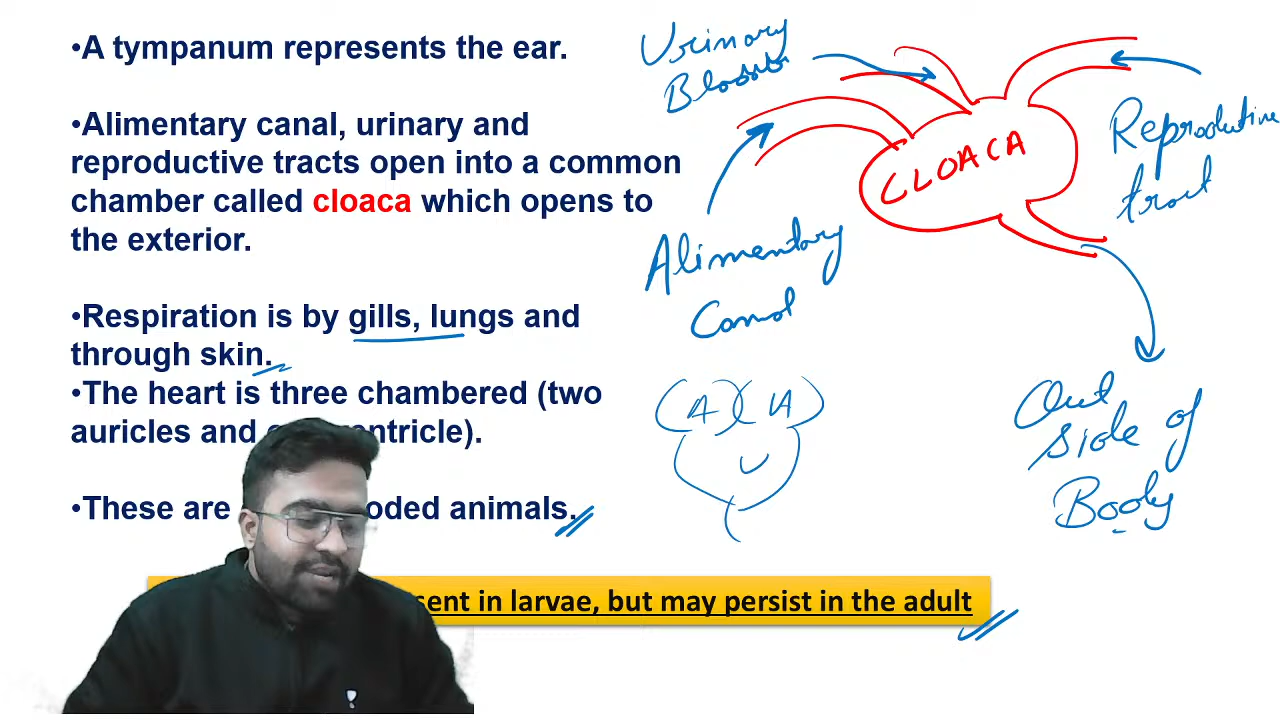 •A tympanum represents the ear.
•Alimentary canal, urinary and
reproductive tracts open into a common
chamber called cloaca which opens to
the exterior.
•Respiration is by gills, lungs and
through skin.
•The heart is three chambered (two
auricles and
•These are
animals.
in larvae, but may persist in the adult
Urinary
CLOACA
Reproductive
tract
Alimentary
Canal
A A
V
Out
side of
Body